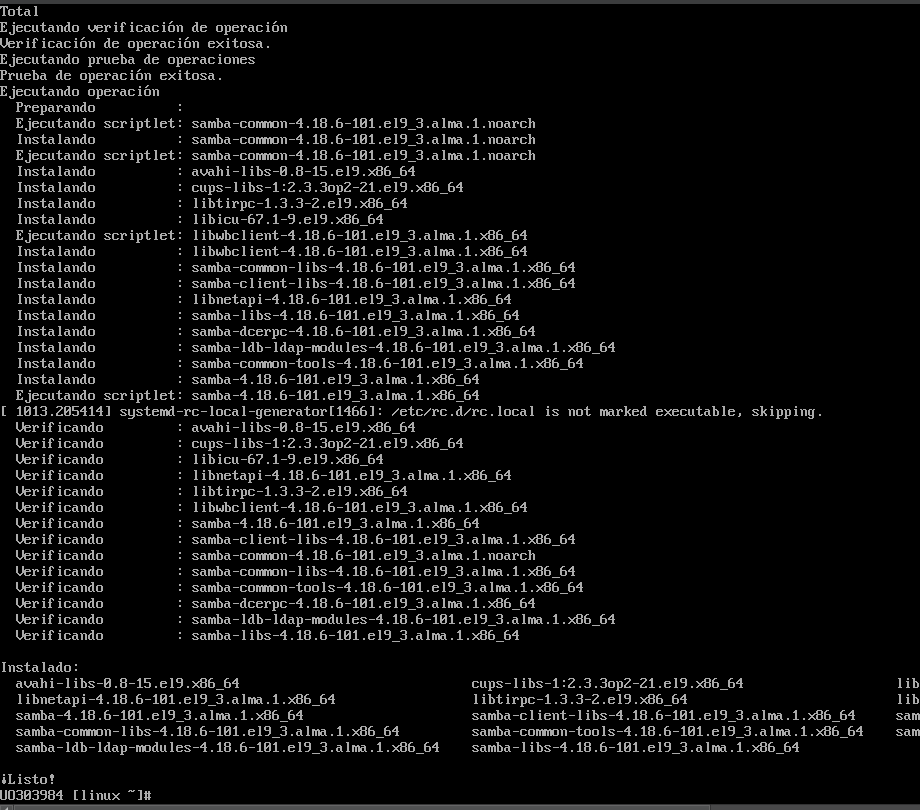 Total
Ejecutando verificación de operación
Verificación de operación exitosa.
Ejecutando prueba de operaciones
Prueba de operación exitosa.
Ejecutando operación
  Preparando          :
  Ejecutando scriptlet: samba-common-4.18.6-101.el9_3.alma.1.noarch
  Instalando          : samba-common-4.18.6-101.el9_3.alma.1.noarch
  Ejecutando scriptlet: samba-common-4.18.6-101.el9_3.alma.1.noarch
  Instalando          : avahi-libs-0.8-15.el9.x86_64
  Instalando          : cups-libs-1:2.3.3op2-21.el9.x86_64
  Instalando          : libtirpc-1.3.3-2.el9.x86_64
  Instalando          : libicu-67.1-9.el9.x86_64
  Ejecutando scriptlet: libwbclient-4.18.6-101.el9_3.alma.1.x86_64
  Instalando          : libwbclient-4.18.6-101.el9_3.alma.1.x86_64
  Instalando          : samba-common-libs-4.18.6-101.el9_3.alma.1.x86_64
  Instalando          : samba-client-libs-4.18.6-101.el9_3.alma.1.x86_64
  Instalando          : libnetapi-4.18.6-101.el9_3.alma.1.x86_64
  Instalando          : samba-libs-4.18.6-101.el9_3.alma.1.x86_64
  Instalando          : samba-dcerpc-4.18.6-101.el9_3.alma.1.x86_64
  Instalando          : samba-ldb-ldap-modules-4.18.6-101.el9_3.alma.1.x86_64
  Instalando          : samba-common-tools-4.18.6-101.el9_3.alma.1.x86_64
  Instalando          : samba-4.18.6-101.el9_3.alma.1.x86_64
  Ejecutando scriptlet: samba-4.18.6-101.el9_3.alma.1.x86_64
[ 1013.205414] systemd-rc-local-generator[1466]: /etc/rc.d/rc.local is not marked executable, skipping.
  Verificando         : avahi-libs-0.8-15.el9.x86_64
  Verificando         : cups-libs-1:2.3.3op2-21.el9.x86_64
  Verificando         : libicu-67.1-9.el9.x86_64
  Verificando         : libnetapi-4.18.6-101.el9_3.alma.1.x86_64
  Verificando         : libtirpc-1.3.3-2.el9.x86_64
  Verificando         : libwbclient-4.18.6-101.el9_3.alma.1.x86_64
  Verificando         : samba-4.18.6-101.el9_3.alma.1.x86_64
  Verificando         : samba-client-libs-4.18.6-101.el9_3.alma.1.x86_64
  Verificando         : samba-common-4.18.6-101.el9_3.alma.1.noarch
  Verificando         : samba-common-libs-4.18.6-101.el9_3.alma.1.x86_64
  Verificando         : samba-common-tools-4.18.6-101.el9_3.alma.1.x86_64
  Verificando         : samba-dcerpc-4.18.6-101.el9_3.alma.1.x86_64
  Verificando         : samba-ldb-ldap-modules-4.18.6-101.el9_3.alma.1.x86_64
  Verificando         : samba-libs-4.18.6-101.el9_3.alma.1.x86_64

Instalado:
  avahi-libs-0.8-15.el9.x86_64    cups-libs-1:2.3.3op2-21.el9.x86_64    lib
  libnetapi-4.18.6-101.el9_3.alma.1.x86_64    libtirpc-1.3.3-2.el9.x86_64    lib
  samba-4.18.6-101.el9_3.alma.1.x86_64    samba-client-libs-4.18.6-101.el9_3.alma.1.x86_64    sam
  samba-common-libs-4.18.6-101.el9_3.alma.1.x86_64    samba-common-tools-4.18.6-101.el9_3.alma.1.x86_64    sam
  samba-ldb-ldap-modules-4.18.6-101.el9_3.alma.1.x86_64    samba-libs-4.18.6-101.el9_3.alma.1.x86_64

¡Listo!
UO303984 [linux ~]#